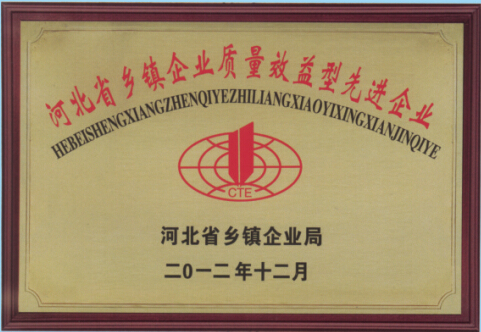 河北省乡镇企业质量效益型先进企业
HEBEISHENGXIANGZHENQIYEZHILIANGXIAOYIXINGXIANJINQIYE
CTE
河北省乡镇企业局
二0一二年十二月